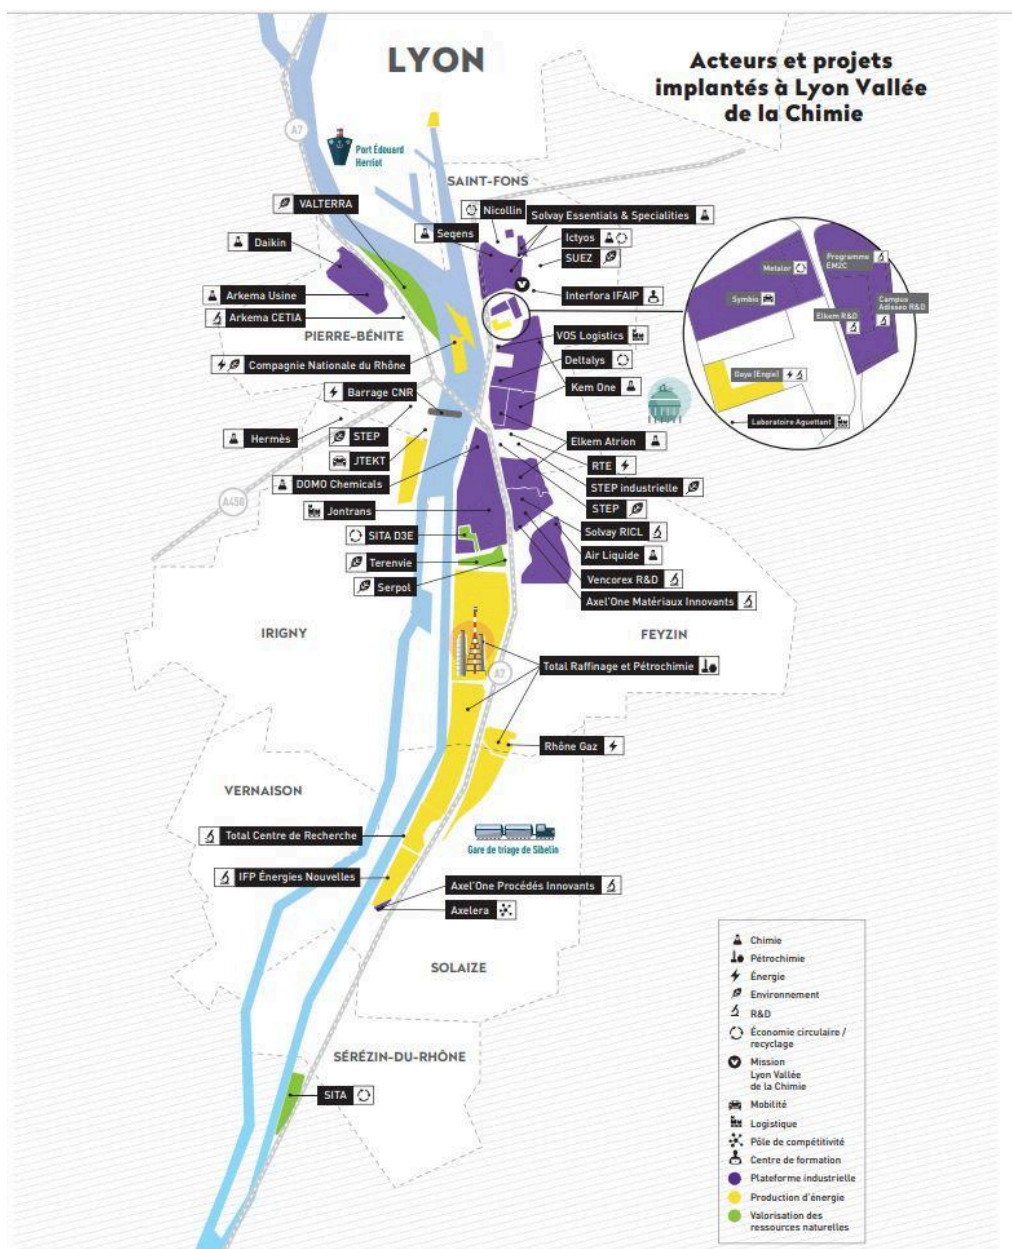 LYON
Acteurs et projets
implantés à Lyon Vallée
de la Chimie
A7
Port Édouard
Herriot
SAINT-FONS
VALTERRA
Nicollin
Solvay Essentials & Specialities
Seqens
Ictyos
Daikin
SUEZ
Interfora IFAIP
Arkema Usine
Arkema CETIA
PIERRE-BÉNITE
VOS Logistics
Compagnie Nationale du Rhône
Deltalys
Kem One
Barrage CNR
Hermès
STEP
Elkem Atrion
JTEKT
RTE
DOMO Chemicals
STEP industrielle
A450
Jontrans
STEP
SITA D3E
Solvay RICL
Terenvie
Air Liquide
Serpol
Vencorex R&D
Axel'One Matériaux Innovants
Metalor
Programme
EM2C
Symbio
Campus
Adisseo R&D
Elkem R&D
Gaya (Engie)
Laboratoire Aguettant
IRIGNY
FEYZIN
Total Raffinage et Pétrochimie
A7
Rhône Gaz
VERNAISON
Total Centre de Recherche
Gare de triage de Sibelin
IFP Énergies Nouvelles
Axel'One Procédés Innovants
Axelera
SOLAIZE
SÉRÉZIN-DU-RHÔNE
SITA
Chimie
Pétrochimie
Énergie
Environnement
R&D
Économie circulaire /
recyclage
Mission
Lyon Vallée
de la Chimie
Mobilité
Logistique
Pôle de compétitivité
Centre de formation
Plateforme industrielle
Production d'énergie
Valorisation des
ressources naturelles